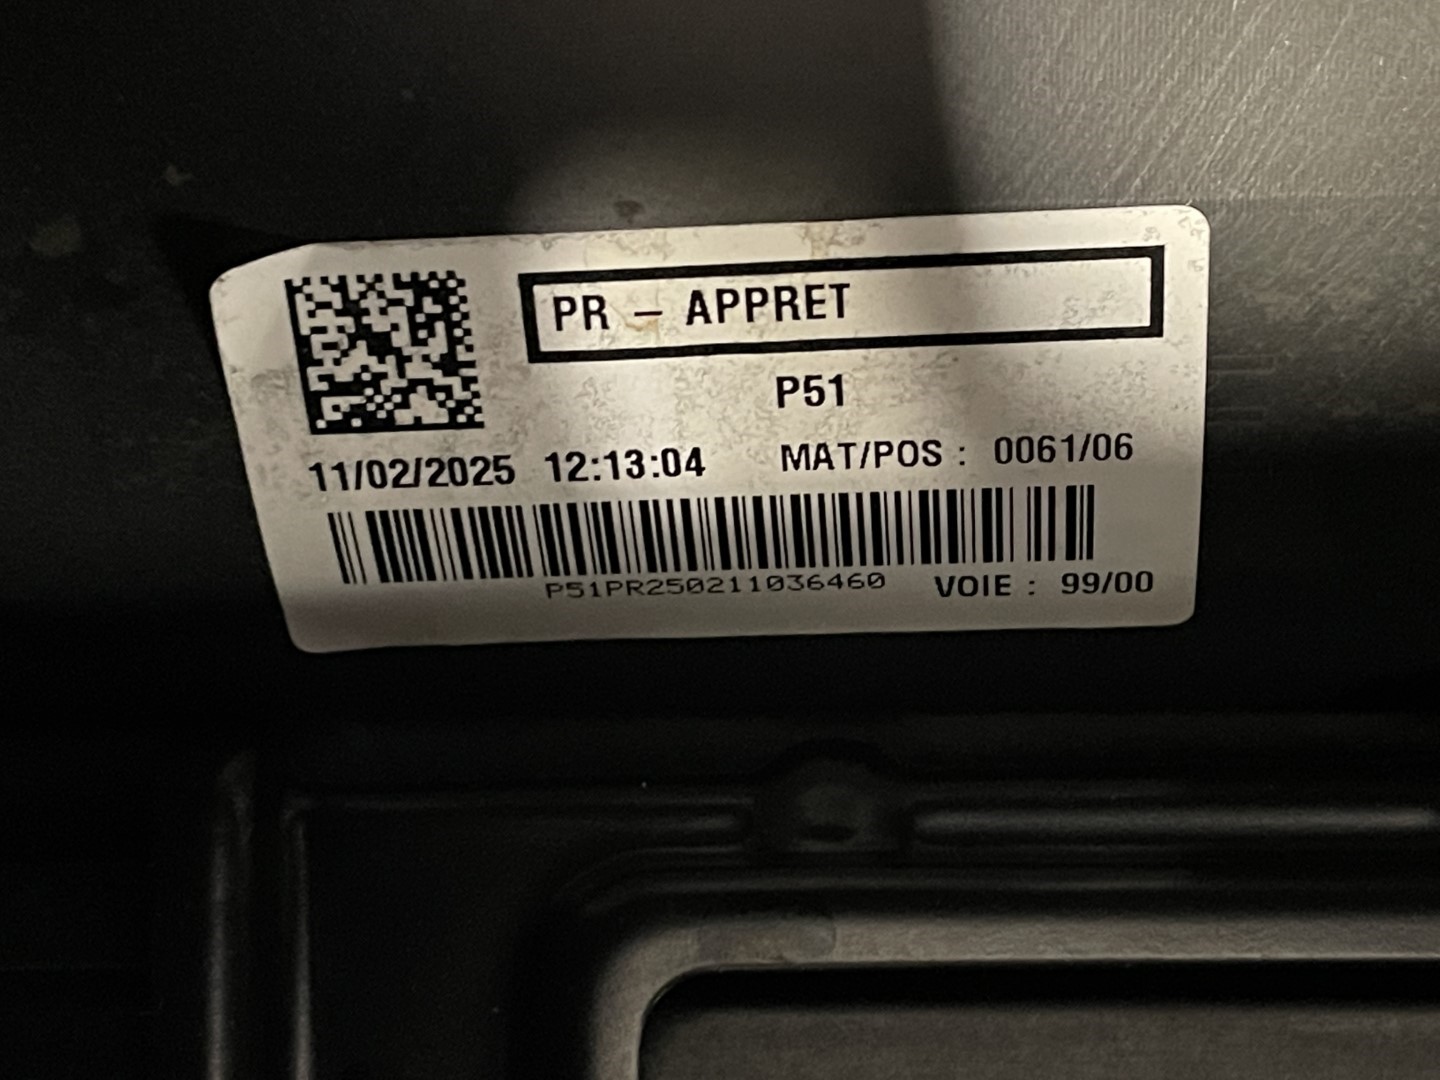 PR - APPRET
P51
11/02/2025 12:13:04 MAT/POS : 0061/06
P51PR250211036460 VOIE : 99/00